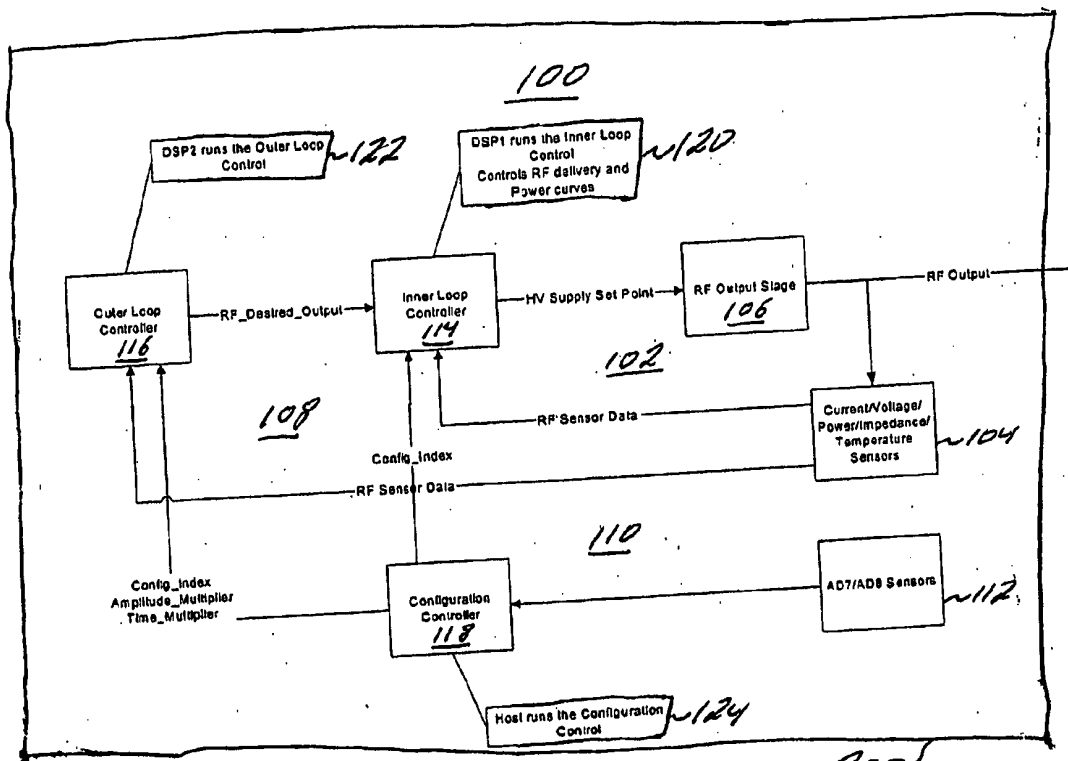 100
DSP2 runs the Outer Loop
Control
~122
DSP1 runs the Inner Loop
Control
Controls RF delivery and
Power curves
~120
Outer Loop
Controller
116
RF_Desired_Output
Inner Loop
Controller
114
HV Supply Set Point
RF Output Stage
106
RF Output
102
108
RF Sensor Data
Current/Voltage/
Power/Impedance/
Temperature
Sensors
~104
Config_Index
RF Sensor Data
110
Config_Index
Amplitude_Multiplier
Time_Multiplier
Configuration
Controller
118
AD7/AD8 Sensors
~112
Host runs the Configuration
Control
~124